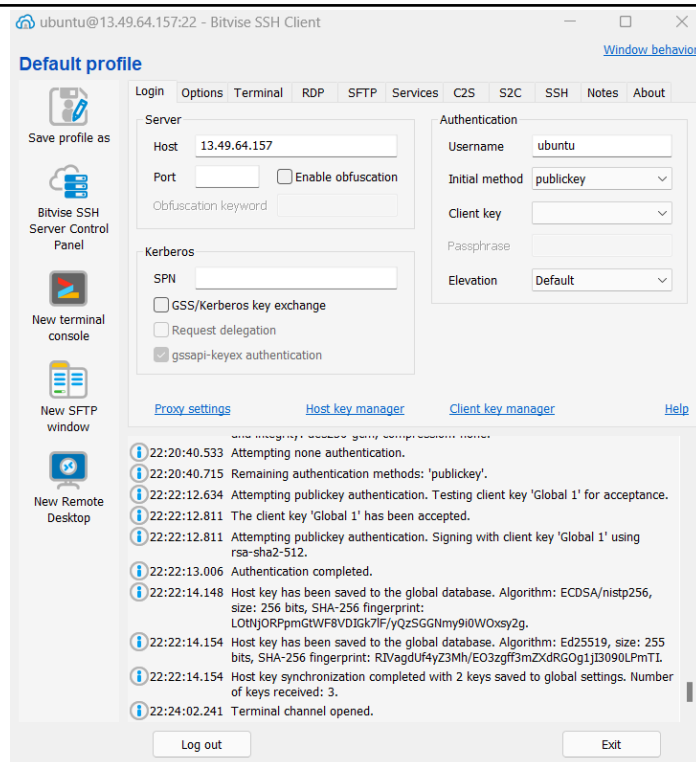 ubuntu@13.49.64.157:22 - Bitvise SSH Client
Window behavior
Default profile
Save profile as
Bitvise SSH
Server Control
Panel
New terminal
console
New SFTP
window
New Remote
Desktop
Login Options Terminal RDP SFTP Services C2S S2C SSH Notes About
Server
Host 13.49.64.157
Port Enable obfuscation
Obfuscation keyword
Kerberos
SPN
GSS/Kerberos key exchange
Request delegation
gssapi-keyex authentication
Authentication
Username ubuntu
Initial method publickey
Client key
Passphrase
Elevation Default
Proxy settings Host key manager Client key manager Help
and integrity: aes256-gcm, compression: none.
22:20:40.533 Attempting none authentication.
22:20:40.715 Remaining authentication methods: 'publickey'.
22:22:12.634 Attempting publickey authentication. Testing client key 'Global 1' for acceptance.
22:22:12.811 The client key 'Global 1' has been accepted.
22:22:12.811 Attempting publickey authentication. Signing with client key 'Global 1' using
rsa-sha2-512.
22:22:13.006 Authentication completed.
22:22:14.148 Host key has been saved to the global database. Algorithm: ECDSA/nistp256,
size: 256 bits, SHA-256 fingerprint:
LOtNjORPpmGtWF8VDIGk7lF/yQzSGGNmy9i0WOxsy2g.
22:22:14.154 Host key has been saved to the global database. Algorithm: Ed25519, size: 255
bits, SHA-256 fingerprint: RIVagdUf4yZ3Mh/EO3zgff3mZXdRGOg1jI3090LPmTI.
22:22:14.154 Host key synchronization completed with 2 keys saved to global settings. Number
of keys received: 3.
22:24:02.241 Terminal channel opened.
Log out Exit